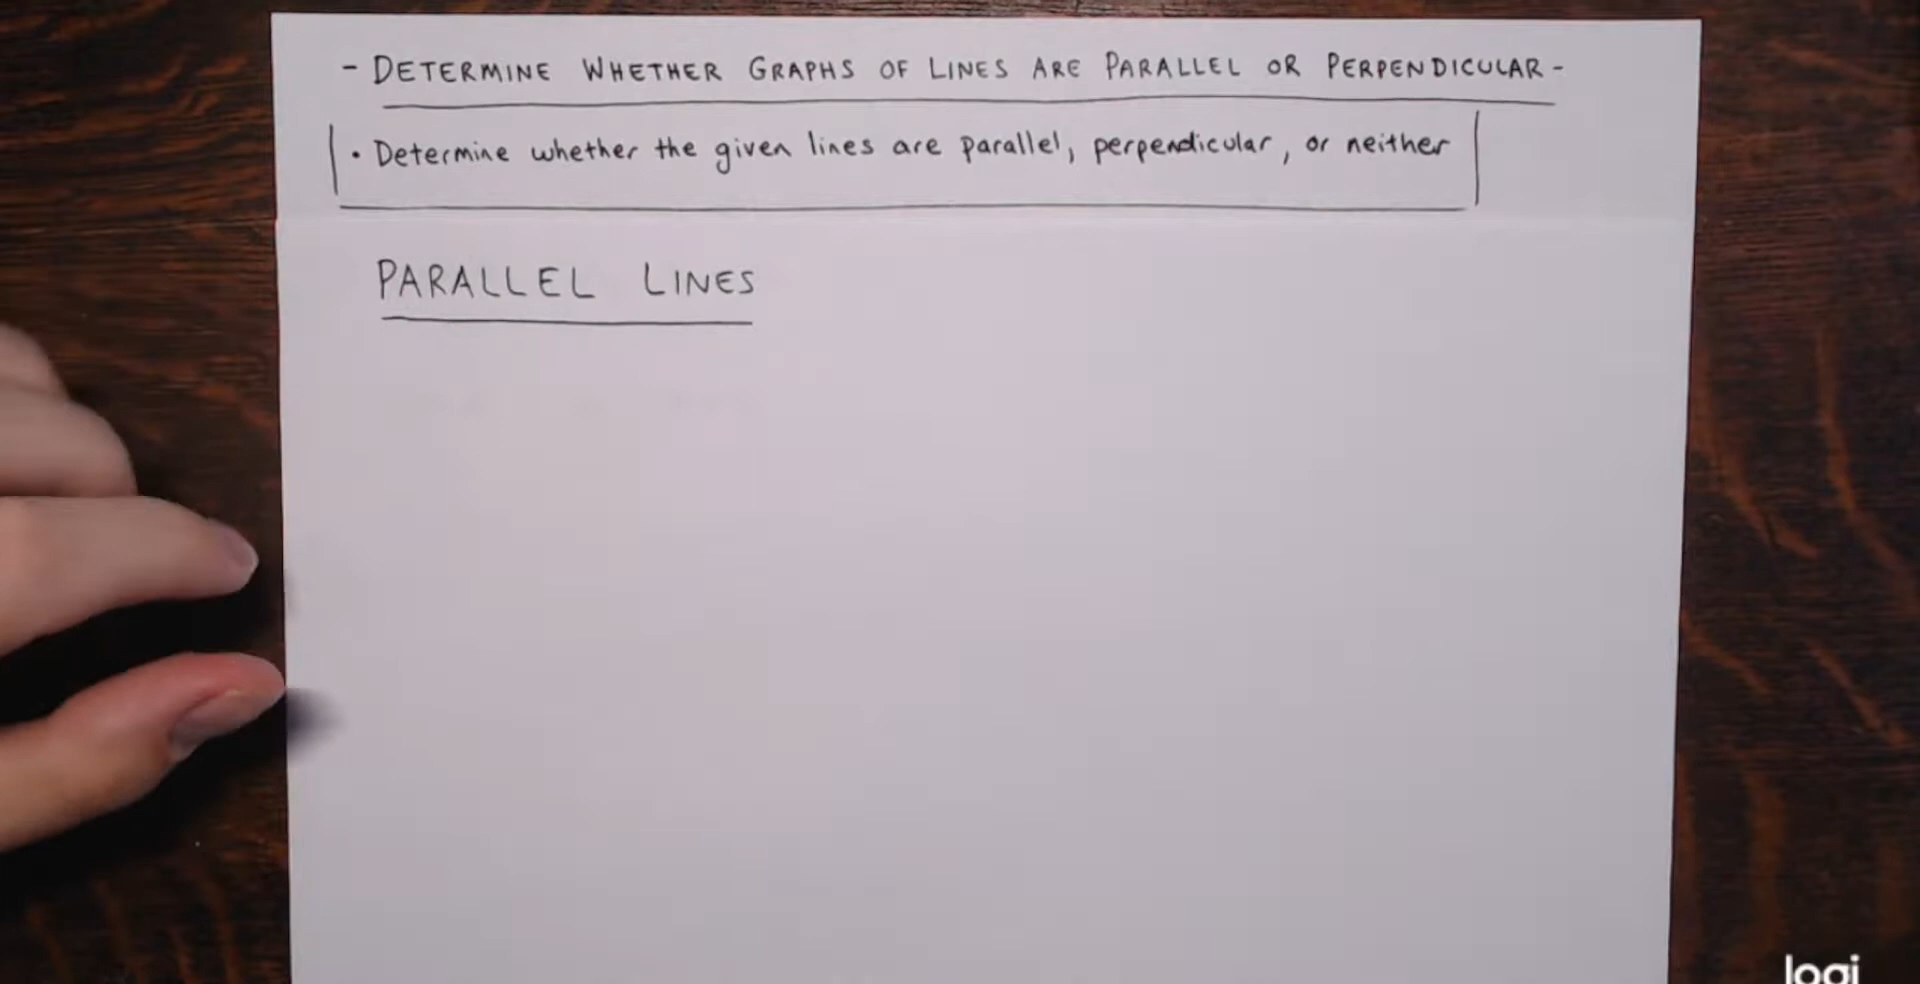 - DETERMINE WHETHER GRAPHS OF LINES ARE PARALLEL OR PERPENDICULAR -
• Determine whether the given lines are parallel, perpendicular, or neither
PARALLEL LINES
logi